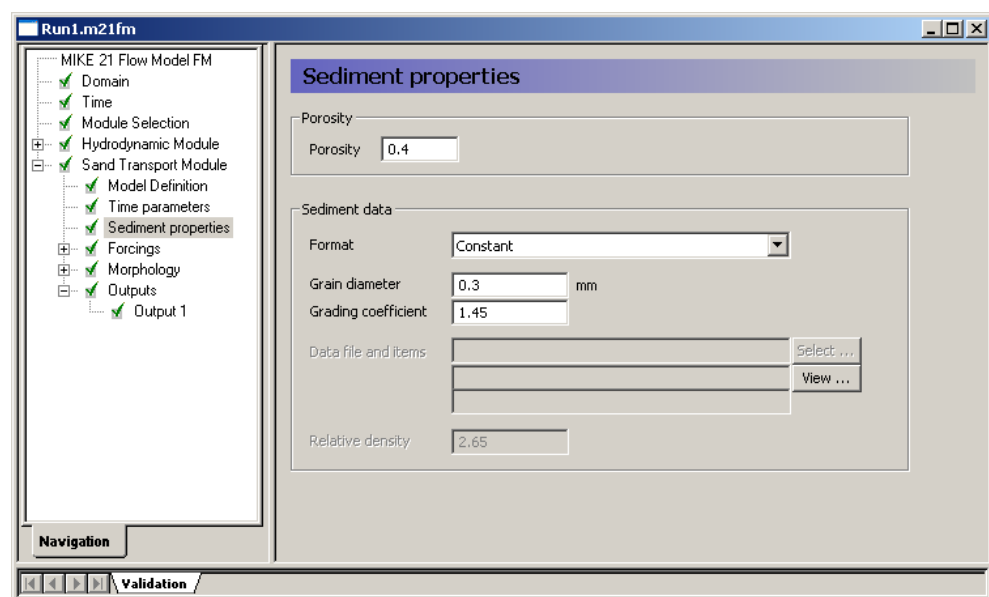 Run1.m21fm
MIKE 21 Flow Model FM
Domain
Time
Module Selection
Hydrodynamic Module
Sand Transport Module
Model Definition
Time parameters
Sediment properties
Forcings
Morphology
Outputs
Output 1
Navigation
Sediment properties
Porosity
Porosity 0.4
Sediment data
Format Constant
Grain diameter 0.3 mm
Grading coefficient 1.45
Data file and items Select ...
View ...
Relative density 2.65
Validation